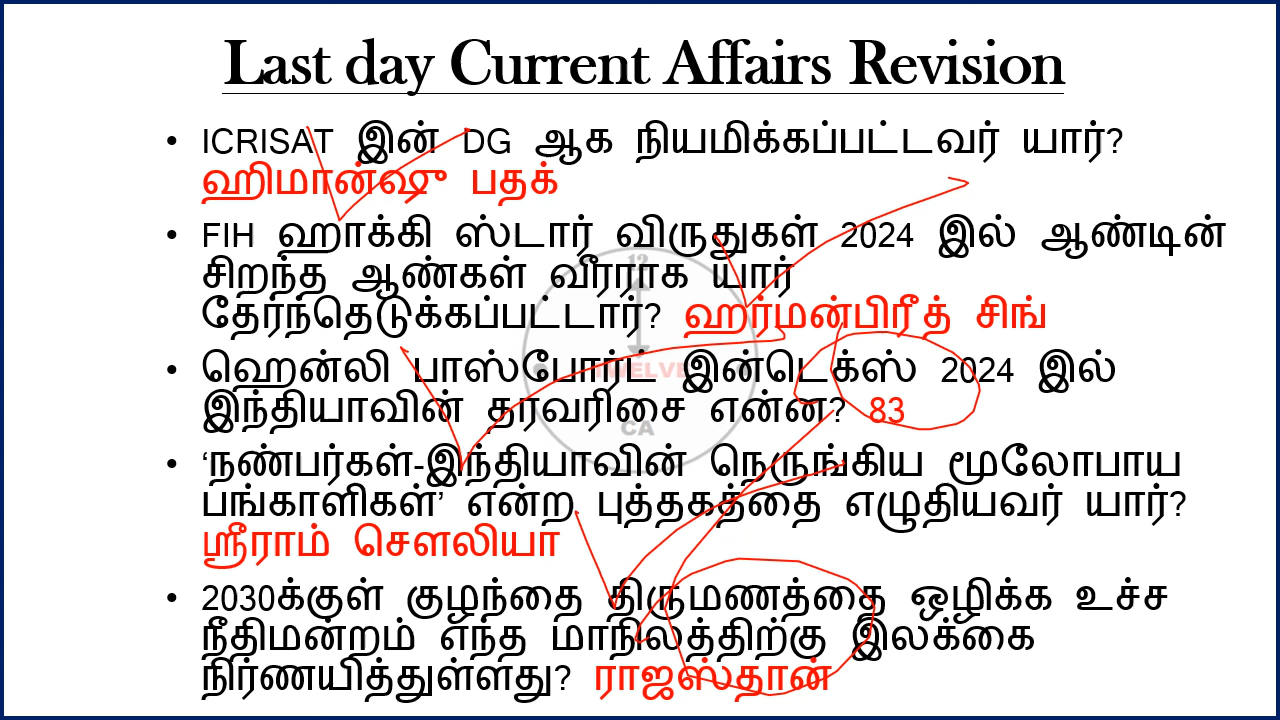 Last day Current Affairs Revision
• ICRISAT இன் DG ஆக நியமிக்கப்பட்டவர் யார்?
ஹிமான்ஷு பதக்
• FIH ஹாக்கி ஸ்டார் விருதுகள் 2024 இல் ஆண்டின்
சிறந்த ஆண்கள் வீரராக யார்
தேர்ந்தெடுக்கப்பட்டார்? ஹர்மன்பிரீத் சிங்
• ஹென்லி பாஸ்போர்ட் இன்டெக்ஸ் 2024 இல்
இந்தியாவின் தரவரிசை என்ன? 83
• ‘நண்பர்கள்-இந்தியாவின் நெருங்கிய மூலோபாய
பங்காளிகள்’ என்ற புத்தகத்தை எழுதியவர் யார்?
ஸ்ரீராம் சௌலியா
• 2030க்குள் குழந்தை திருமணத்தை ஒழிக்க உச்ச
நீதிமன்றம் எந்த மாநிலத்திற்கு இலக்கை
நிர்ணயித்துள்ளது? ராஜஸ்தான்
12
TWELVE
CA